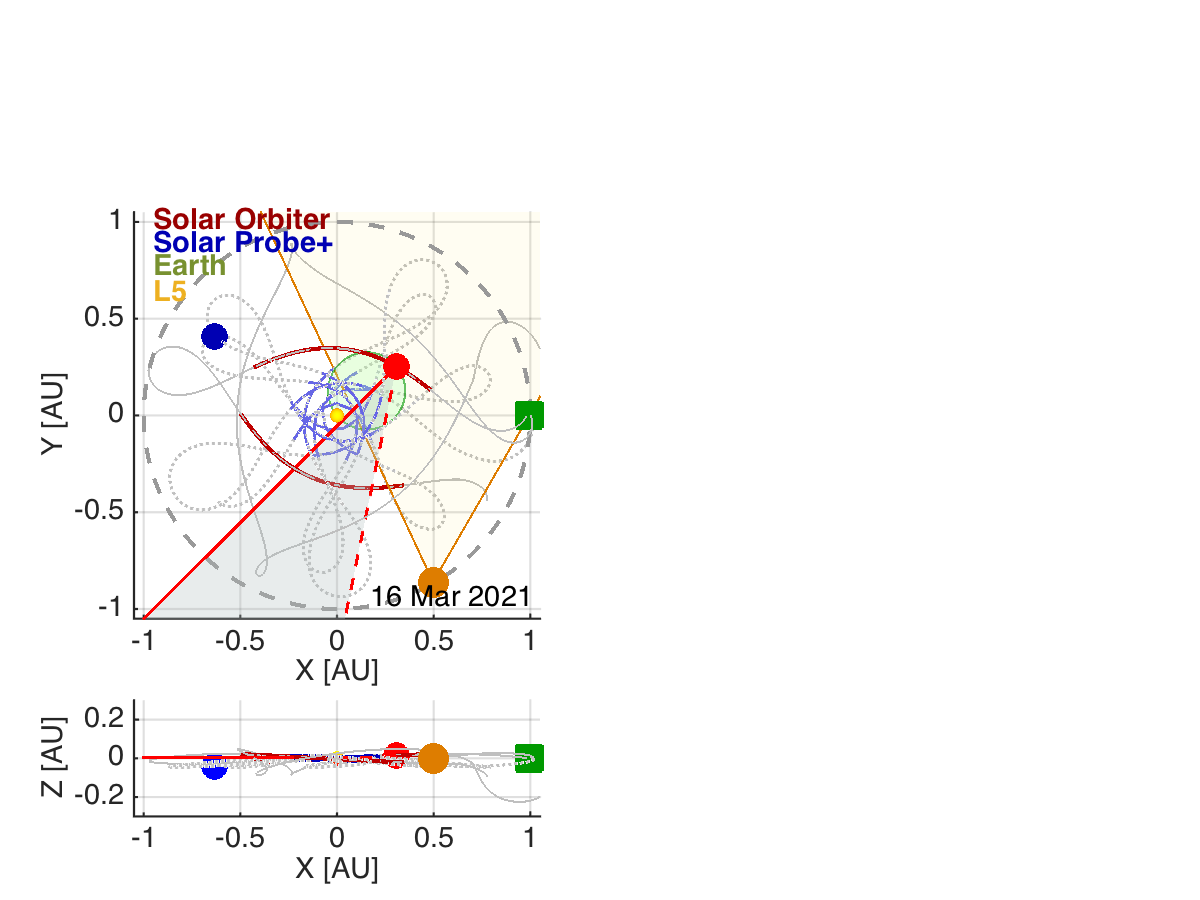 Solar Orbiter
Solar Probe+
Earth
L5
1
0.5
0
-0.5
-1
Y [AU]
16 Mar 2021
-1 -0.5 0 0.5 1
X [AU]
0.2
0
-0.2
Z [AU]
-1 -0.5 0 0.5 1
X [AU]